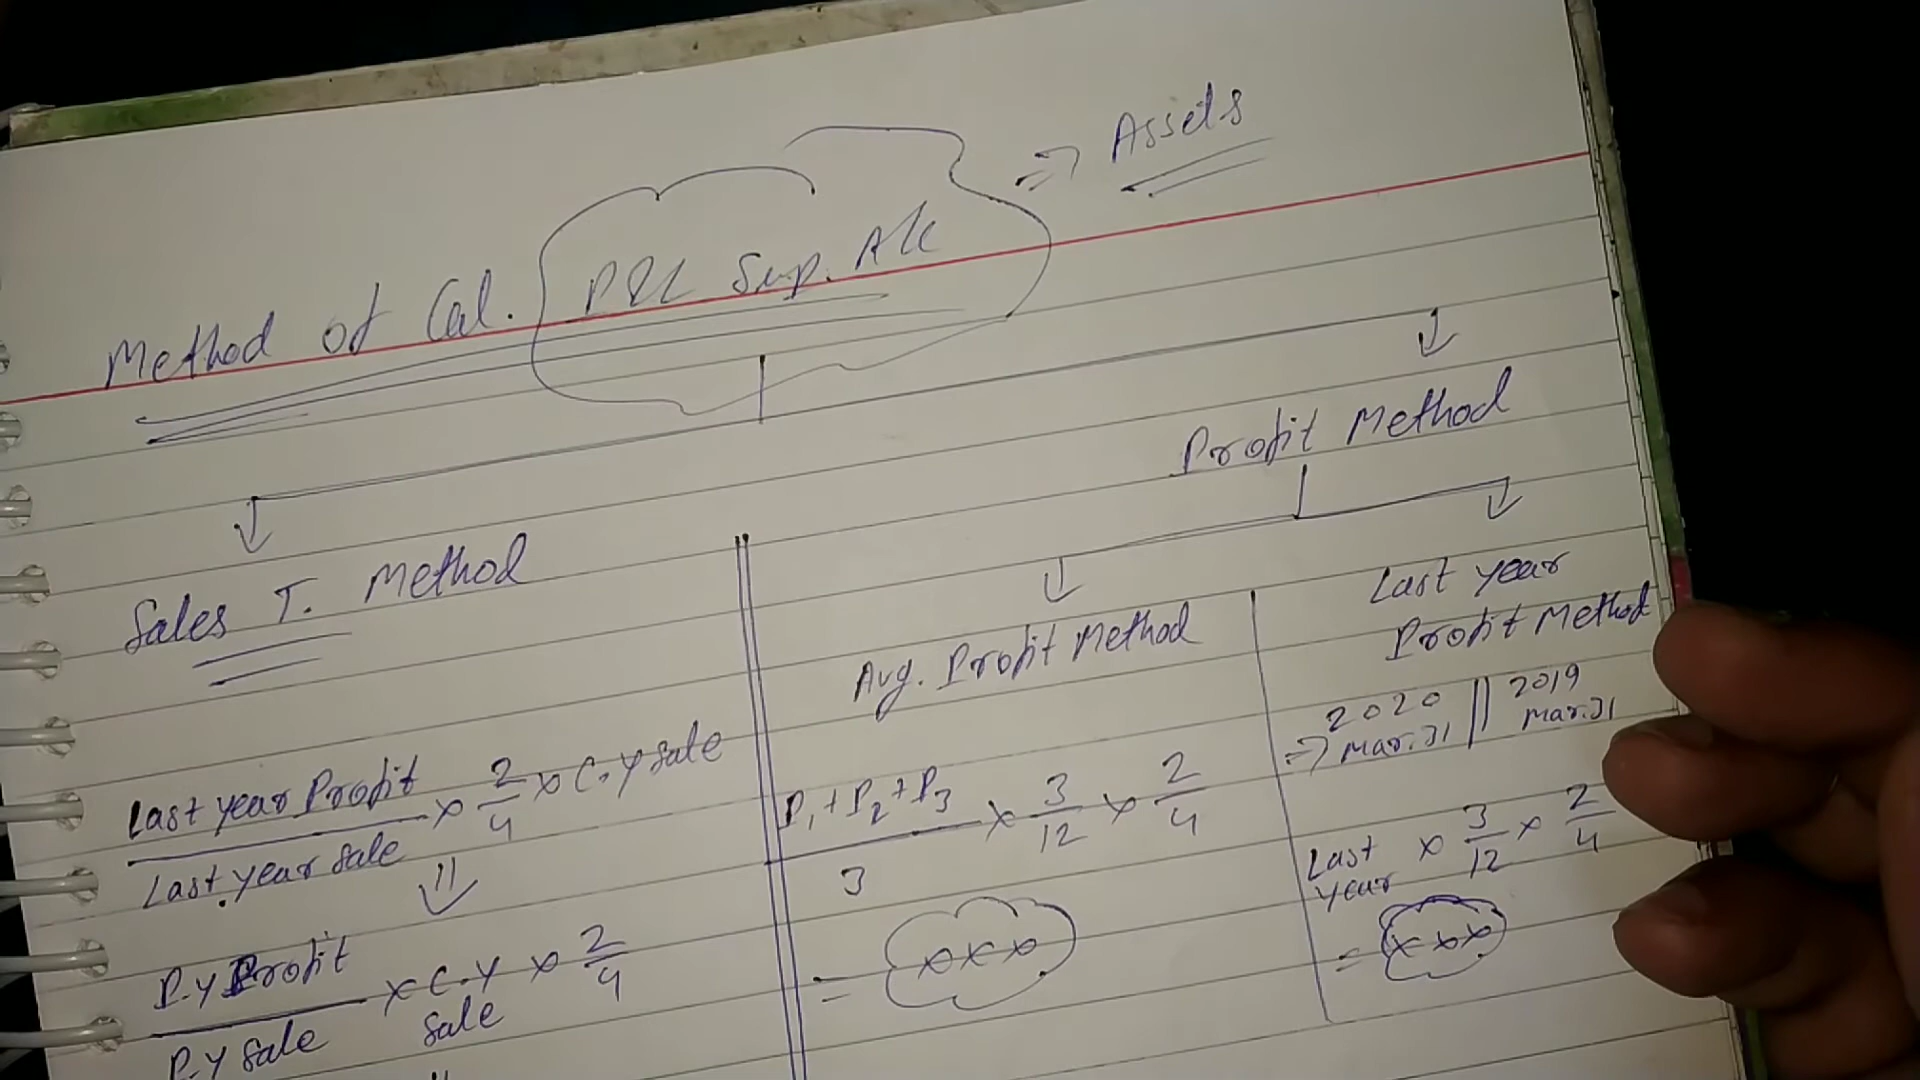 ⇒ Assets
Method of Cal. P&L Sup. A/c
Profit Method
Sales T. Method
Avg. Profit Method
Last year
Profit Method
⇒ 2020 Mar.31 || 2019 Mar.31
Last year Profit / Last year sale × 2/4 × C.Y sale
P.Y Profit / P.Y sale × C.Y sale × 2/4
P1+P2+P3 / 3 × 3/12 × 2/4
= xxx
Last year × 3/12 × 2/4
= xxx